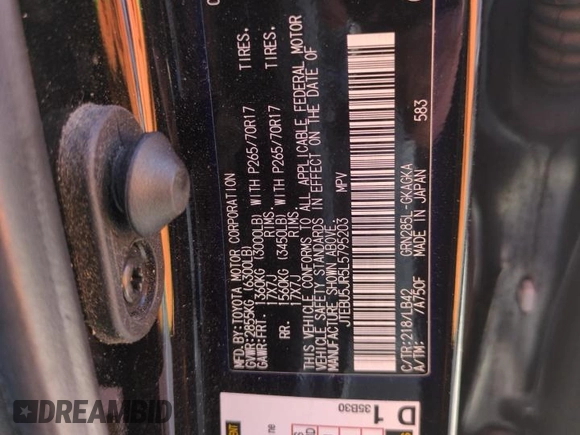 MFD.BY:TOYOTA MOTOR CORPORATION
GVWR:2855KG (6300LB)
GAWR:FRT. 1360KG (3000LB) WITH P265/70R17 TIRES,
17X7J RIMS,
RR. 1560KG (3450LB) WITH P265/70R17 TIRES,
17X7J RIMS,
THIS VEHICLE CONFORMS TO ALL APPLICABLE FEDERAL MOTOR
VEHICLE SAFETY STANDARDS IN EFFECT ON THE DATE OF
MANUFACTURE SHOWN ABOVE.
JTEBU5JR5L5795203 MPV
C/TR:218/LB42 GRN285L-GKAGKA
A/TM: /A750F MADE IN JAPAN 583
D 1
35B30
DREAMBID